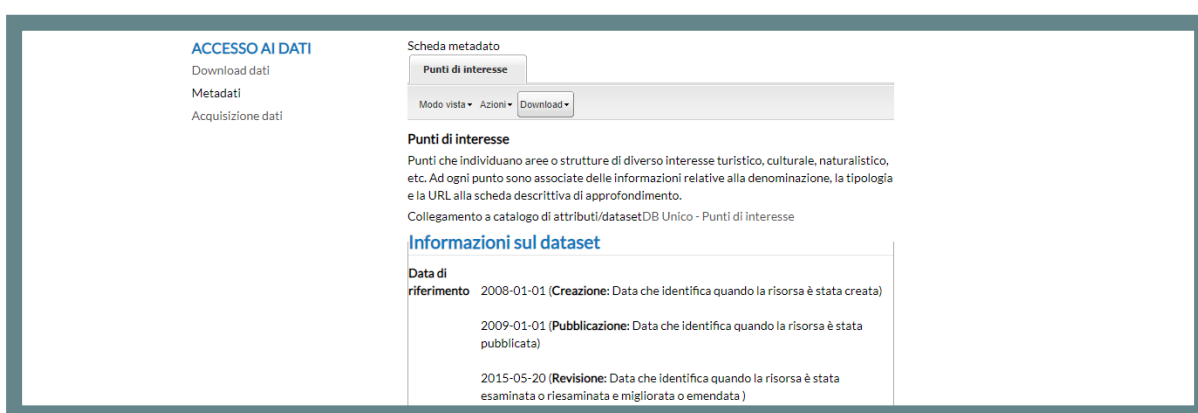 ACCESSO AI DATI
Download dati
Metadati
Acquisizione dati
Scheda metadato
Punti di interesse
Modo vista Azioni Download
Punti di interesse
Punti che individuano aree o strutture di diverso interesse turistico, culturale, naturalistico,
etc. Ad ogni punto sono associate delle informazioni relative alla denominazione, la tipologia
e la URL alla scheda descrittiva di approfondimento.
Collegamento a catalogo di attributi/datasetDB Unico - Punti di interesse
Informazioni sul dataset
Data di
riferimento 2008-01-01 (Creazione: Data che identifica quando la risorsa è stata creata)
2009-01-01 (Pubblicazione: Data che identifica quando la risorsa è stata
pubblicata)
2015-05-20 (Revisione: Data che identifica quando la risorsa è stata
esaminata o riesaminata e migliorata o emendata )